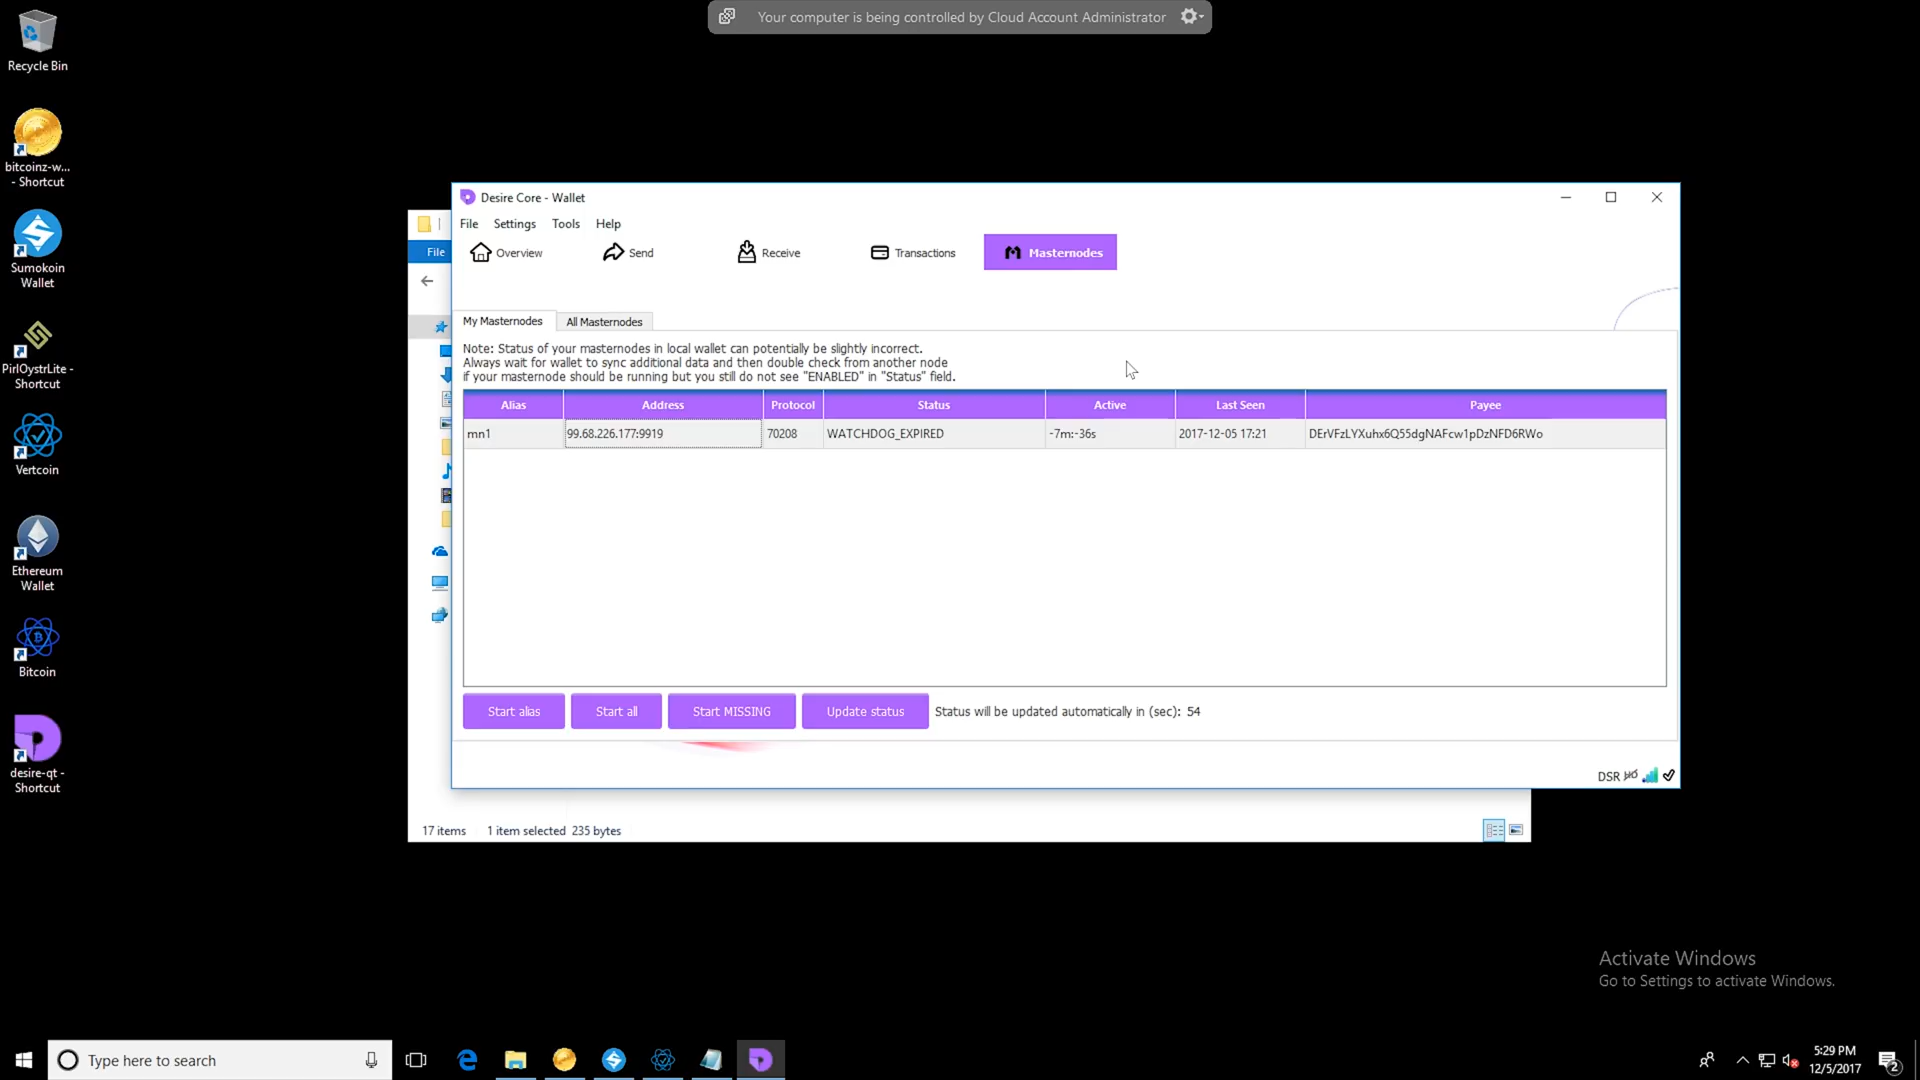 Your computer is being controlled by Cloud Account Administrator
Recycle Bin
bitcoinz-w...
- Shortcut
Sumokoin
Wallet
PirlOystrLite -
Shortcut
Vertcoin
Ethereum
Wallet
Bitcoin
desire-qt -
Shortcut
File
Desire Core - Wallet
File Settings Tools Help
Overview Send Receive Transactions Masternodes
My Masternodes All Masternodes
Note: Status of your masternodes in local wallet can potentially be slightly incorrect.
Always wait for wallet to sync additional data and then double check from another node
if your masternode should be running but you still do not see "ENABLED" in "Status" field.
Alias Address Protocol Status Active Last Seen Payee
mn1 99.68.226.177:9919 70208 WATCHDOG_EXPIRED -7m:-36s 2017-12-05 17:21 DErVFzLYXuhx6Q55dgNAFcw1pDzNFD6RWo
Start alias Start all Start MISSING Update status Status will be updated automatically in (sec): 54
DSR HD
17 items 1 item selected 235 bytes
Activate Windows
Go to Settings to activate Windows.
Type here to search
5:29 PM
12/5/2017
2